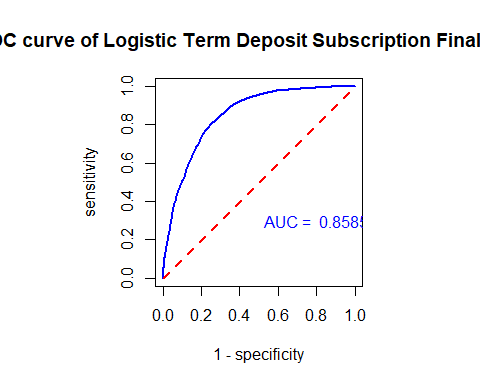 OC curve of Logistic Term Deposit Subscription Final
1.0
0.8
0.6
0.4
0.2
0.0
sensitivity
AUC = 0.8585
0.0 0.2 0.4 0.6 0.8 1.0
1 - specificity